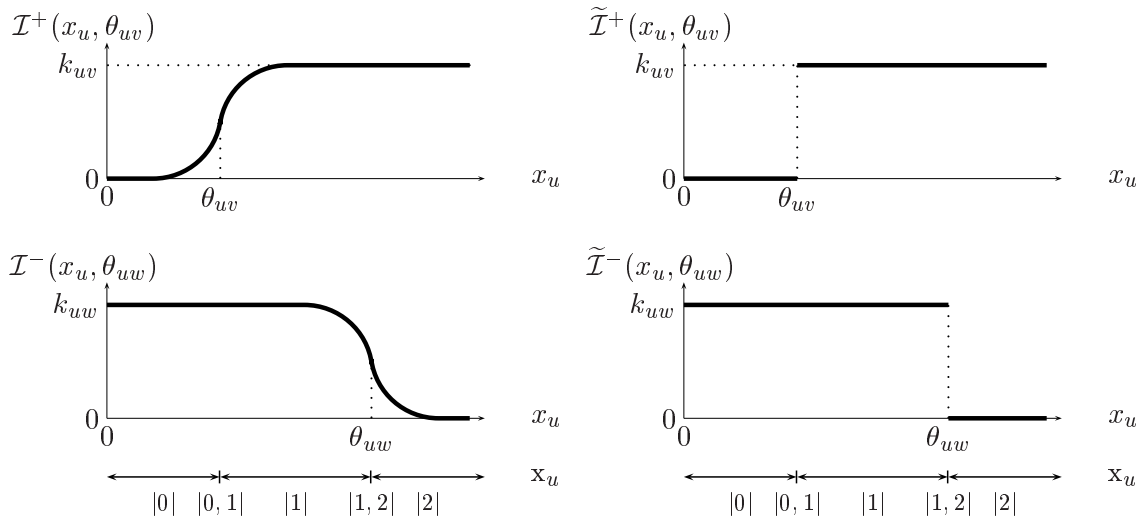 ℐ⁺(x_u, θ_uv)
k_uv
0
0 θ_uv x_u
ℐ̃⁺(x_u, θ_uv)
k_uv
0
0 θ_uv x_u
ℐ⁻(x_u, θ_uw)
k_uw
0
0 θ_uw x_u
ℐ̃⁻(x_u, θ_uw)
k_uw
0
0 θ_uw x_u
x_u
|0| |0, 1| |1| |1, 2| |2|
x_u
|0| |0, 1| |1| |1, 2| |2|